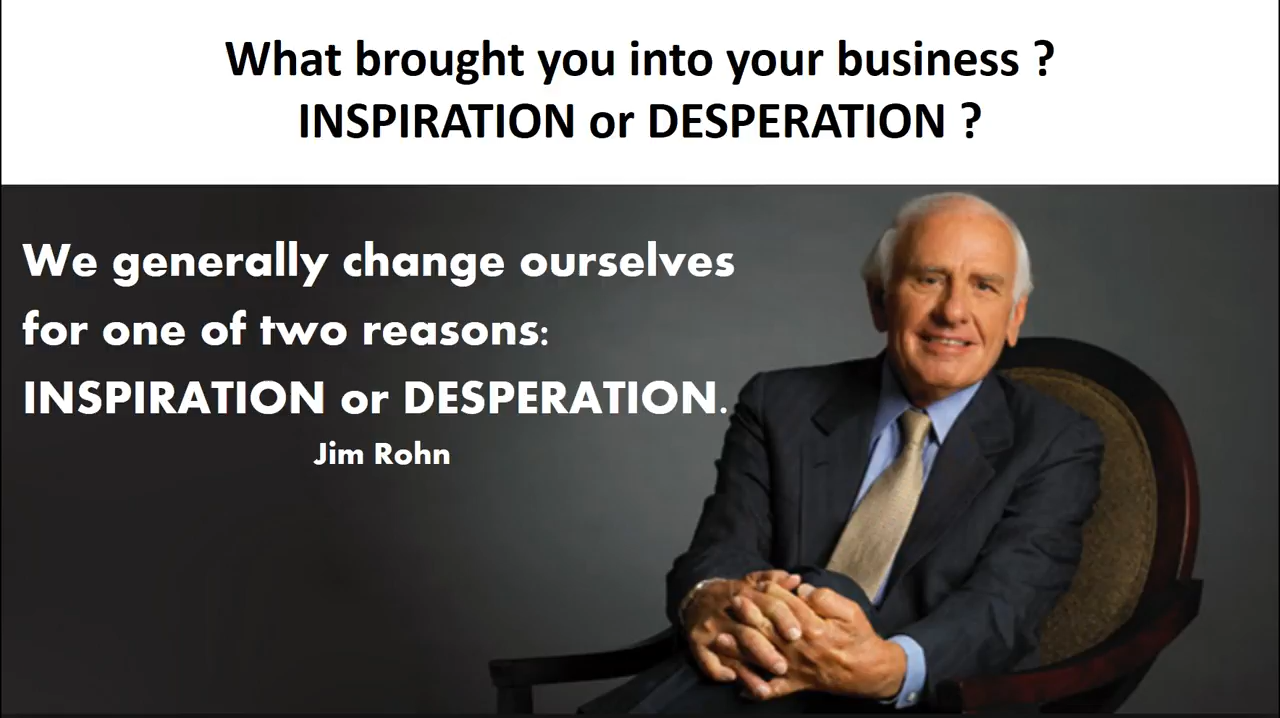 What brought you into your business ?
INSPIRATION or DESPERATION ?
We generally change ourselves
for one of two reasons:
INSPIRATION or DESPERATION.
Jim Rohn